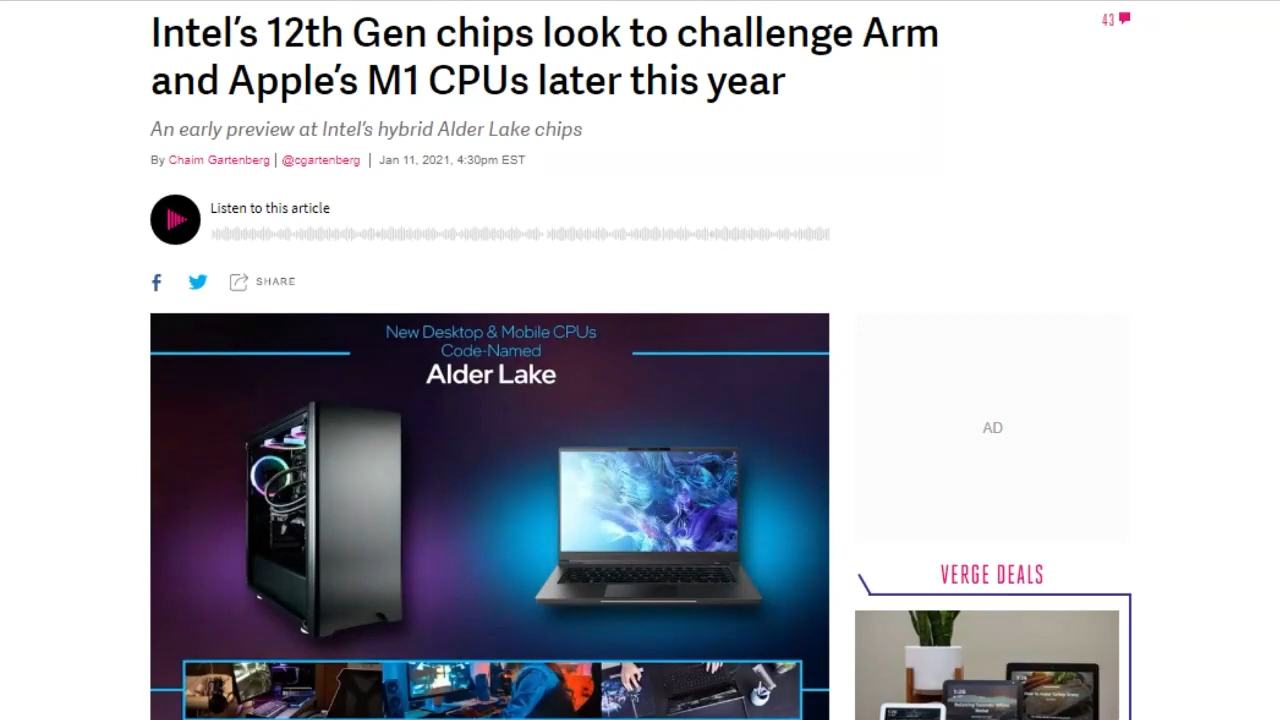 Intel's 12th Gen chips look to challenge Arm
and Apple's M1 CPUs later this year
43
An early preview at Intel's hybrid Alder Lake chips
By Chaim Gartenberg | @cgartenberg | Jan 11, 2021, 4:30pm EST
Listen to this article
SHARE
New Desktop & Mobile CPUs
Code-Named
Alder Lake
AD
VERGE DEALS